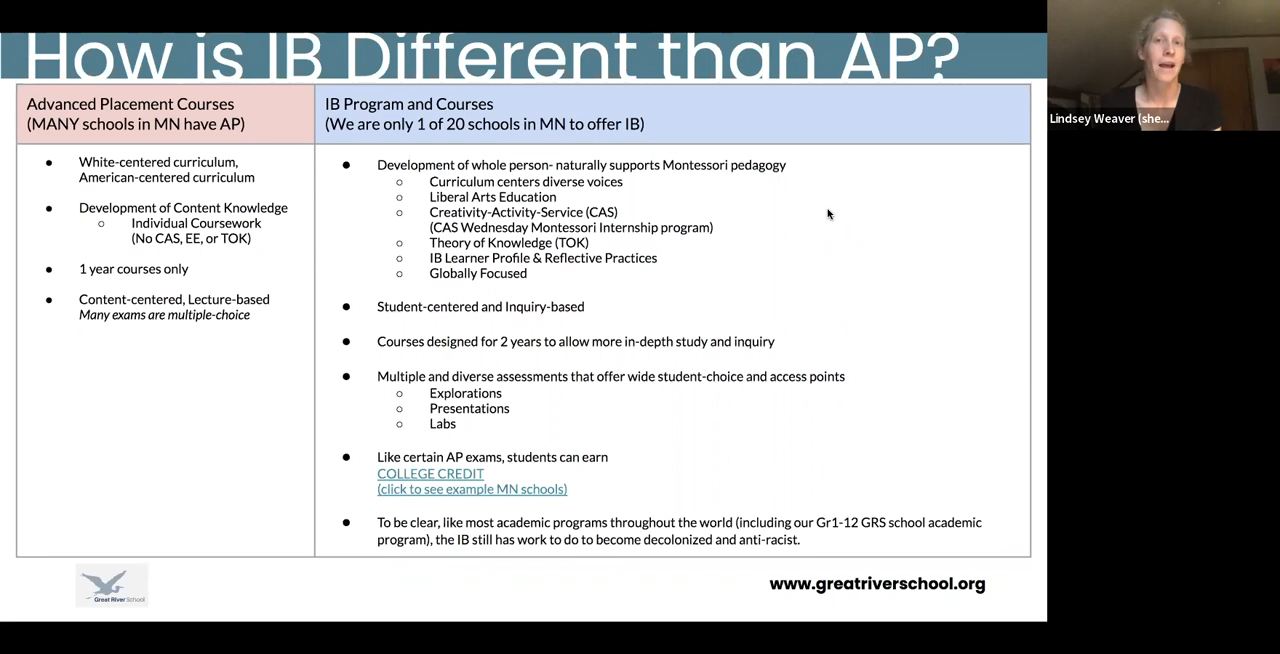 How is IB Different than AP?
Lindsey Weaver (she...
Advanced Placement Courses
(MANY schools in MN have AP)
● White-centered curriculum,
American-centered curriculum
● Development of Content Knowledge
○ Individual Coursework
(No CAS, EE, or TOK)
● 1 year courses only
● Content-centered, Lecture-based
Many exams are multiple-choice
IB Program and Courses
(We are only 1 of 20 schools in MN to offer IB)
● Development of whole person- naturally supports Montessori pedagogy
○ Curriculum centers diverse voices
○ Liberal Arts Education
○ Creativity-Activity-Service (CAS)
(CAS Wednesday Montessori Internship program)
○ Theory of Knowledge (TOK)
○ IB Learner Profile & Reflective Practices
○ Globally Focused
● Student-centered and Inquiry-based
● Courses designed for 2 years to allow more in-depth study and inquiry
● Multiple and diverse assessments that offer wide student-choice and access points
○ Explorations
○ Presentations
○ Labs
● Like certain AP exams, students can earn
COLLEGE CREDIT
(click to see example MN schools)
● To be clear, like most academic programs throughout the world (including our Gr1-12 GRS school academic
program), the IB still has work to do to become decolonized and anti-racist.
Great River School
www.greatriverschool.org